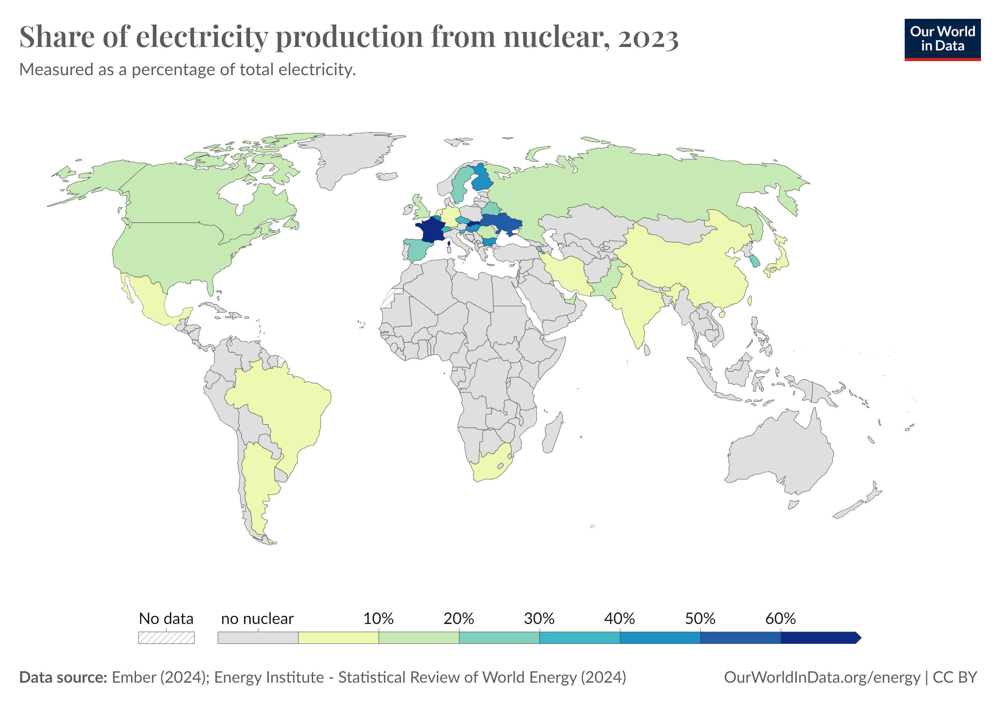 Share of electricity production from nuclear, 2023
Our World
in Data
Measured as a percentage of total electricity.
No data
no nuclear
10%
20%
30%
40%
50%
60%
Data source: Ember (2024); Energy Institute - Statistical Review of World Energy (2024)
OurWorldInData.org/energy | CC BY